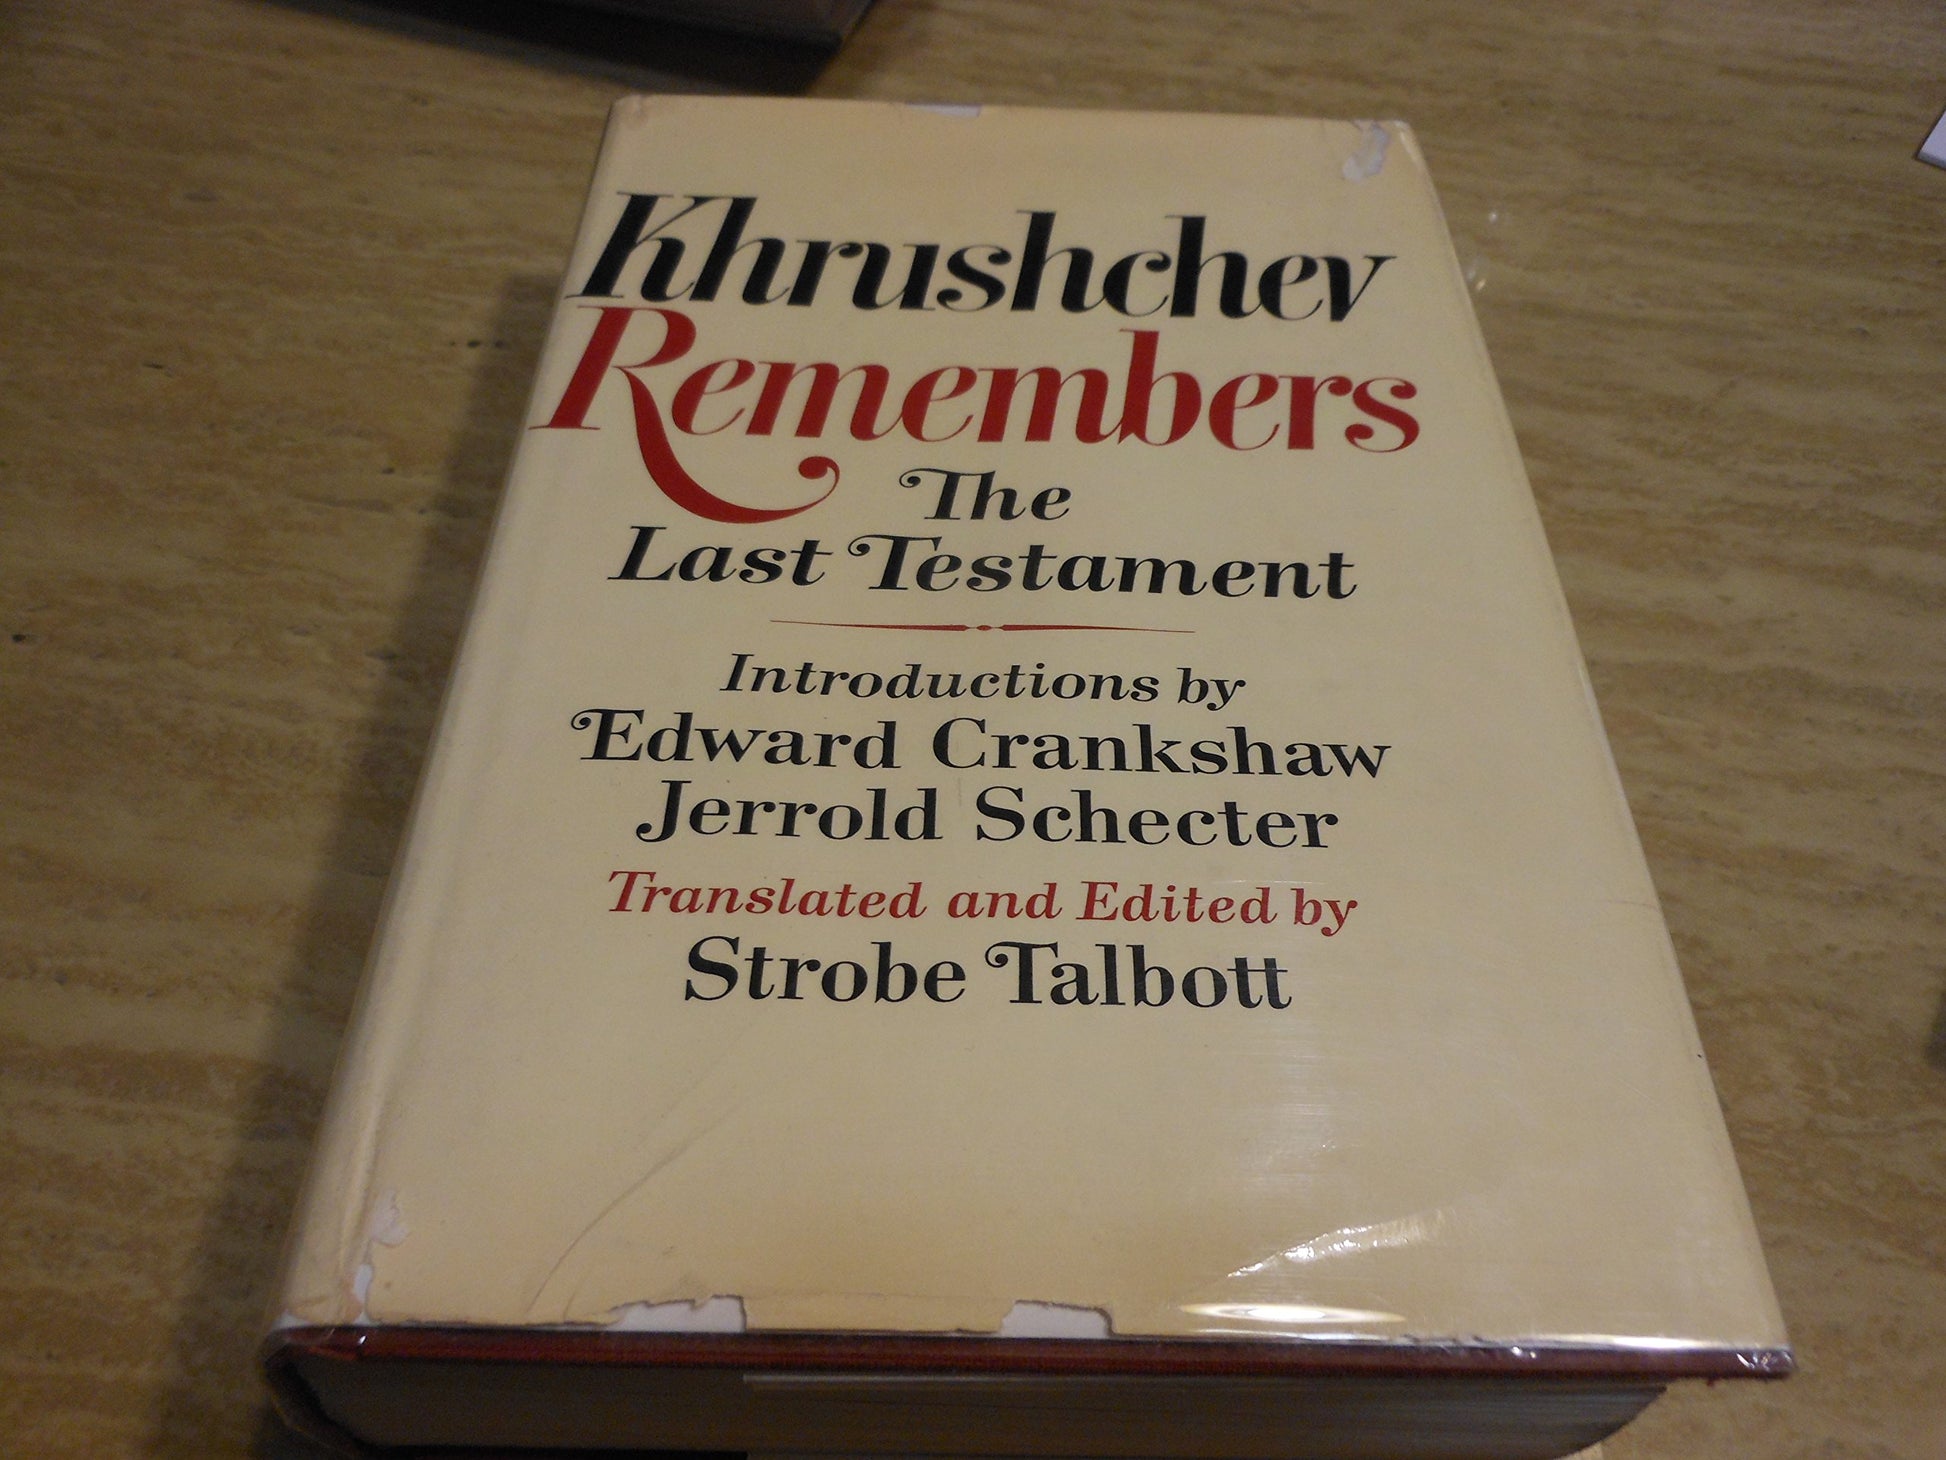 Khrushchev
Remembers
The
Last Testament
Introductions by
Edward Crankshaw
Jerrold Schecter
Translated and Edited by
Strobe Talbott